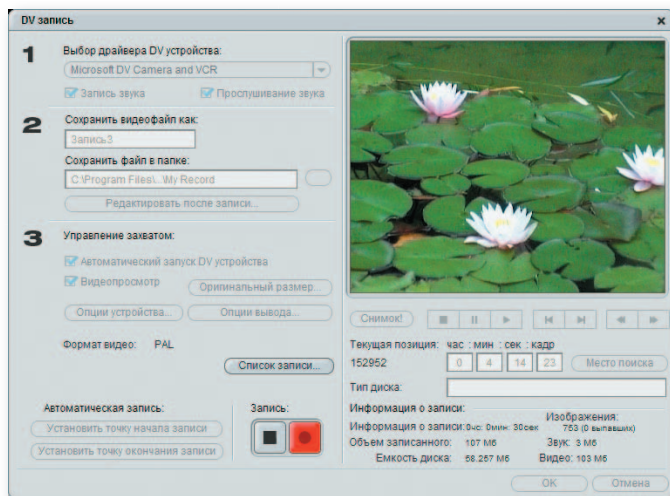 DV запись
1
Выбор драйвера DV устройства:
Microsoft DV Camera and VCR
Запись звука
Прослушивание звука
2
Сохранить видеофайл как:
Запись3
Сохранить файл в папке:
C:\Program Files\...\My Record
Редактировать после записи...
3
Управление захватом:
Автоматический запуск DV устройства
Видеопросмотр
Оригинальный размер...
Опции устройства...
Опции вывода...
Формат видео: PAL
Список записи...
Автоматическая запись:
Установить точку начала записи
Установить точку окончания записи
Запись:
Снимок!
Текущая позиция: час : мин : сек : кадр
152952 0 4 14 23 Место поиска
Тип диска:
Информация о записи:
Изображения:
Информация о записи: 0чс: 0мин: 30сек 753 (0 выпавших)
Объем записанного: 107 Мб Звук: 3 Мб
Емкость диска: 58.267 Мб Видео: 103 Мб
OK
Отмена